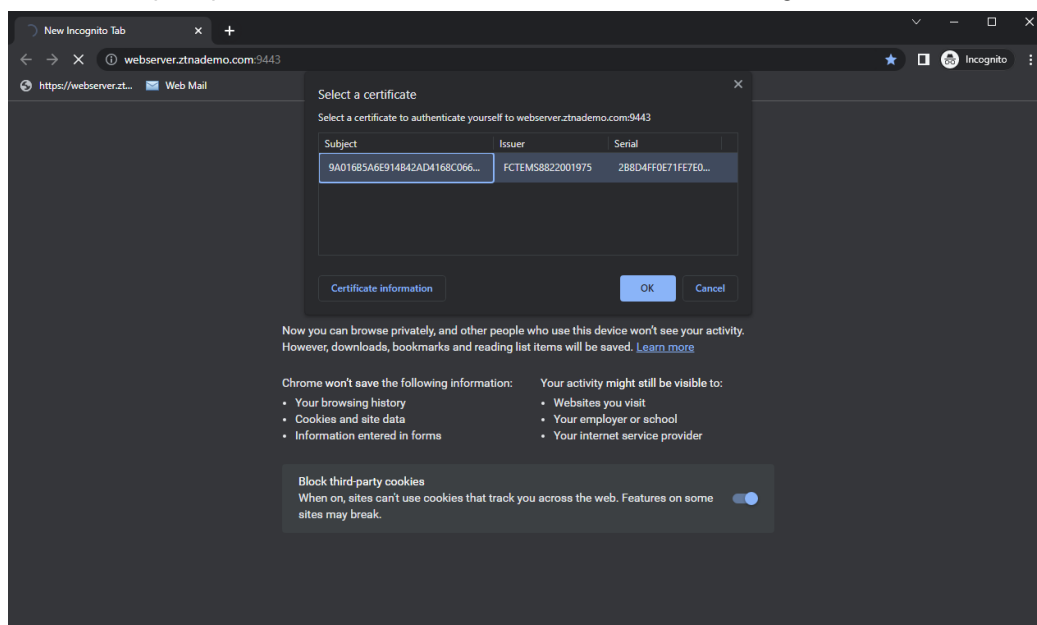 New Incognito Tab
webserver.ztnademo.com:9443
Incognito
https://webserver.zt...
Web Mail
Select a certificate
Select a certificate to authenticate yourself to webserver.ztnademo.com:9443
Subject Issuer Serial
9A016B5A6E914B42AD4168C066... FCTEMS8822001975 2B8D4FF0E71FE7E0...
Certificate information
OK
Cancel
Now you can browse privately, and other people who use this device won't see your activity.
However, downloads, bookmarks and reading list items will be saved. Learn more
Chrome won't save the following information:
• Your browsing history
• Cookies and site data
• Information entered in forms
Your activity might still be visible to:
• Websites you visit
• Your employer or school
• Your internet service provider
Block third-party cookies
When on, sites can't use cookies that track you across the web. Features on some
sites may break.